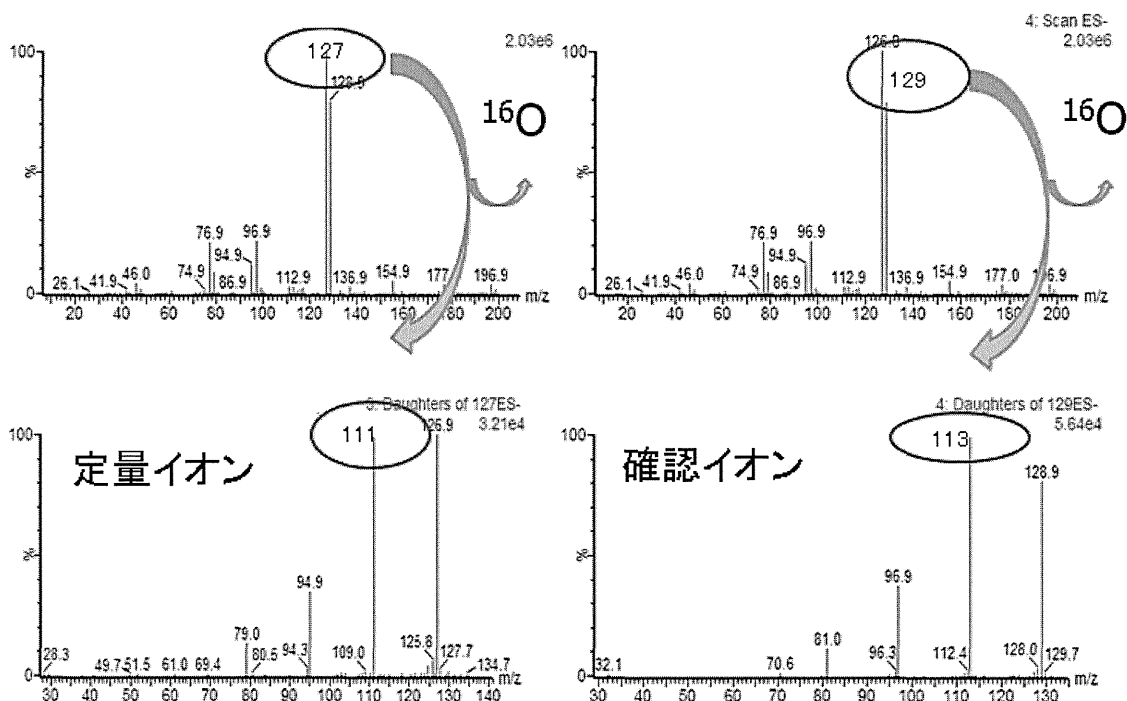 127
128.9
2.03e6
16O
100
%
0
26.1 41.9 46.0 74.9 76.9 86.9 94.9 96.9 112.9 136.9 154.9 177 196.9
20 40 60 80 100 120 140 160 180 200 m/z
4: Scan ES-
2.03e6
126.9
129
16O
100
%
0
26.1 41.9 46.0 74.9 76.9 86.9 94.9 96.9 112.9 136.9 154.9 177.0
20 40 60 80 100 120 140 160 180 200 m/z
Daughters of 127ES-
3.21e4
111
126.9
定量イオン
100
%
0
28.3 49.7 51.5 61.0 69.4 79.0 80.5 94.3 94.9 109.0 125.8 127.7 134.7
30 40 50 60 70 80 90 100 110 120 130 140 m/z
4: Daughters of 129ES-
5.64e4
113
128.9
確認イオン
100
%
0
32.1 70.6 81.0 96.3 96.9 112.4 128.0 129.7
30 40 50 60 70 80 90 100 110 120 130 m/z